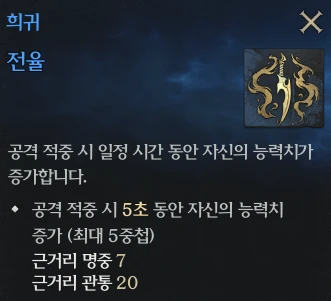 희귀
전율
공격 적중 시 일정 시간 동안 자신의 능력치가
증가합니다.
◆ 공격 적중 시 5초 동안 자신의 능력치
증가 (최대 5중첩)
근거리 명중 7
근거리 관통 20